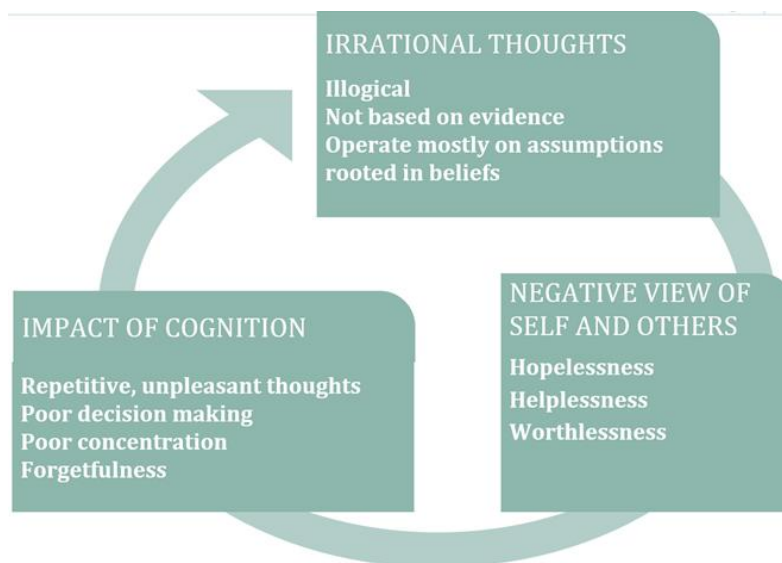 IRRATIONAL THOUGHTS
Illogical
Not based on evidence
Operate mostly on assumptions
rooted in beliefs
NEGATIVE VIEW OF
SELF AND OTHERS
Hopelessness
Helplessness
Worthlessness
IMPACT OF COGNITION
Repetitive, unpleasant thoughts
Poor decision making
Poor concentration
Forgetfulness